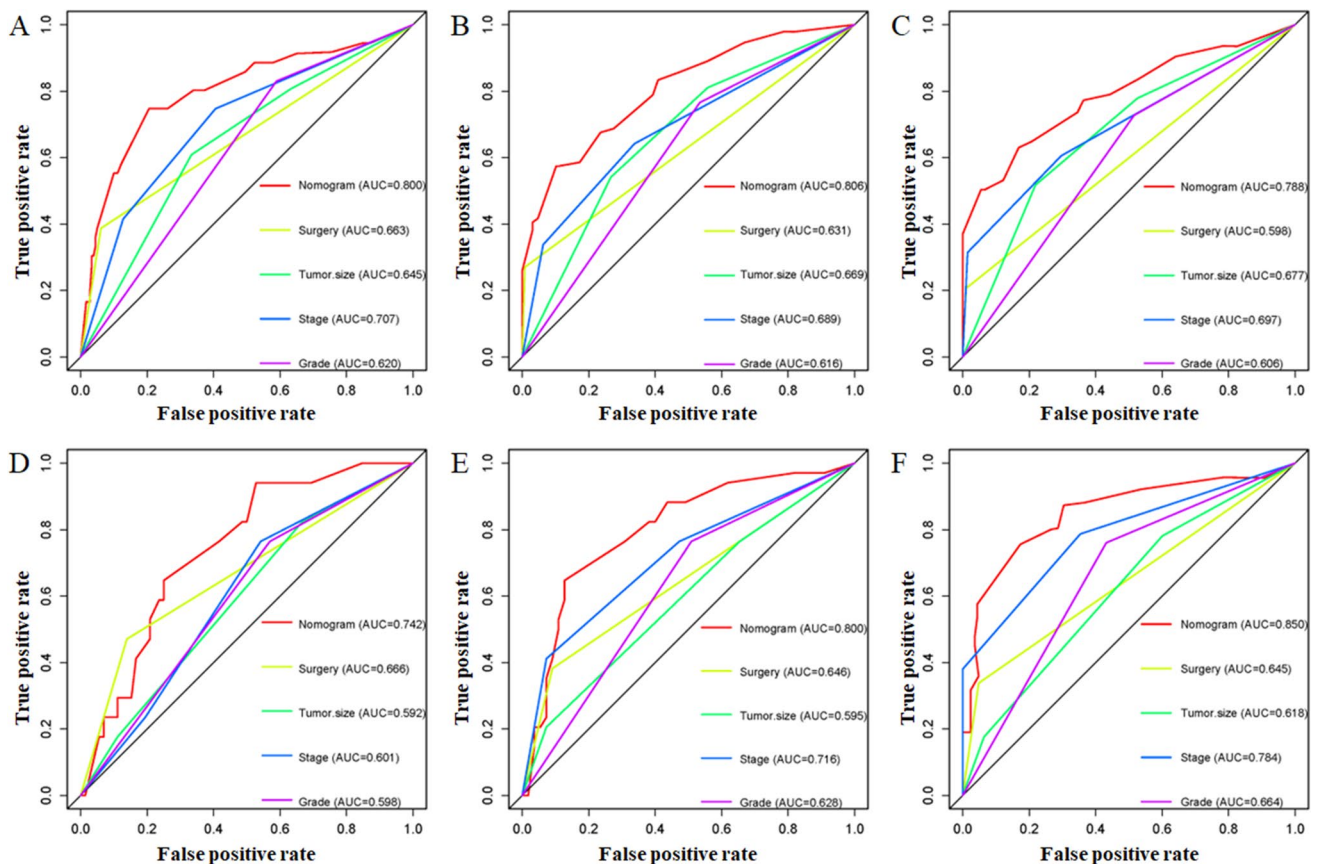 A
True positive rate
1.0
0.8
0.6
0.4
0.2
0.0
Nomogram (AUC=0.800)
Surgery (AUC=0.663)
Tumor.size (AUC=0.645)
Stage (AUC=0.707)
Grade (AUC=0.620)
0.0 0.2 0.4 0.6 0.8 1.0
False positive rate
B
True positive rate
1.0
0.8
0.6
0.4
0.2
0.0
Nomogram (AUC=0.806)
Surgery (AUC=0.631)
Tumor.size (AUC=0.669)
Stage (AUC=0.689)
Grade (AUC=0.616)
0.0 0.2 0.4 0.6 0.8 1.0
False positive rate
C
True positive rate
1.0
0.8
0.6
0.4
0.2
0.0
Nomogram (AUC=0.788)
Surgery (AUC=0.598)
Tumor.size (AUC=0.677)
Stage (AUC=0.697)
Grade (AUC=0.606)
0.0 0.2 0.4 0.6 0.8 1.0
False positive rate
D
True positive rate
1.0
0.8
0.6
0.4
0.2
0.0
Nomogram (AUC=0.742)
Surgery (AUC=0.666)
Tumor.size (AUC=0.592)
Stage (AUC=0.601)
Grade (AUC=0.598)
0.0 0.2 0.4 0.6 0.8 1.0
False positive rate
E
True positive rate
1.0
0.8
0.6
0.4
0.2
0.0
Nomogram (AUC=0.800)
Surgery (AUC=0.646)
Tumor.size (AUC=0.595)
Stage (AUC=0.716)
Grade (AUC=0.628)
0.0 0.2 0.4 0.6 0.8 1.0
False positive rate
F
True positive rate
1.0
0.8
0.6
0.4
0.2
0.0
Nomogram (AUC=0.850)
Surgery (AUC=0.645)
Tumor.size (AUC=0.618)
Stage (AUC=0.784)
Grade (AUC=0.664)
0.0 0.2 0.4 0.6 0.8 1.0
False positive rate